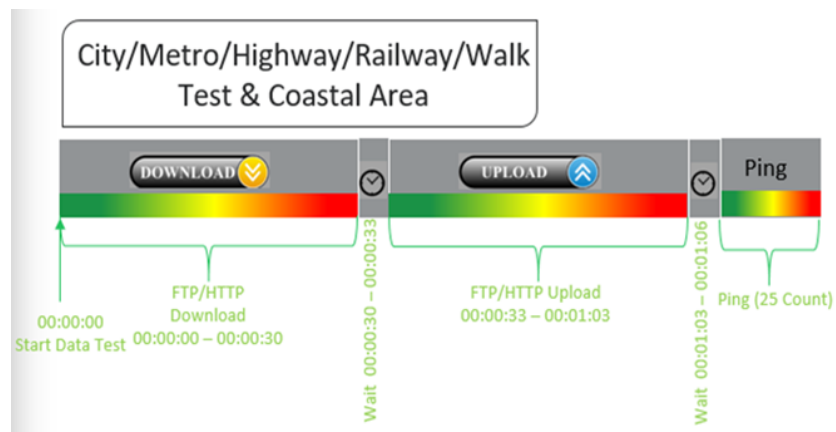 City/Metro/Highway/Railway/Walk
Test & Coastal Area
DOWNLOAD
UPLOAD
Ping
00:00:00
Start Data Test
FTP/HTTP
Download
00:00:00 – 00:00:30
Wait 00:00:30 – 00:00:33
FTP/HTTP Upload
00:00:33 – 00:01:03
Wait 00:01:03 – 00:01:06
Ping (25 Count)